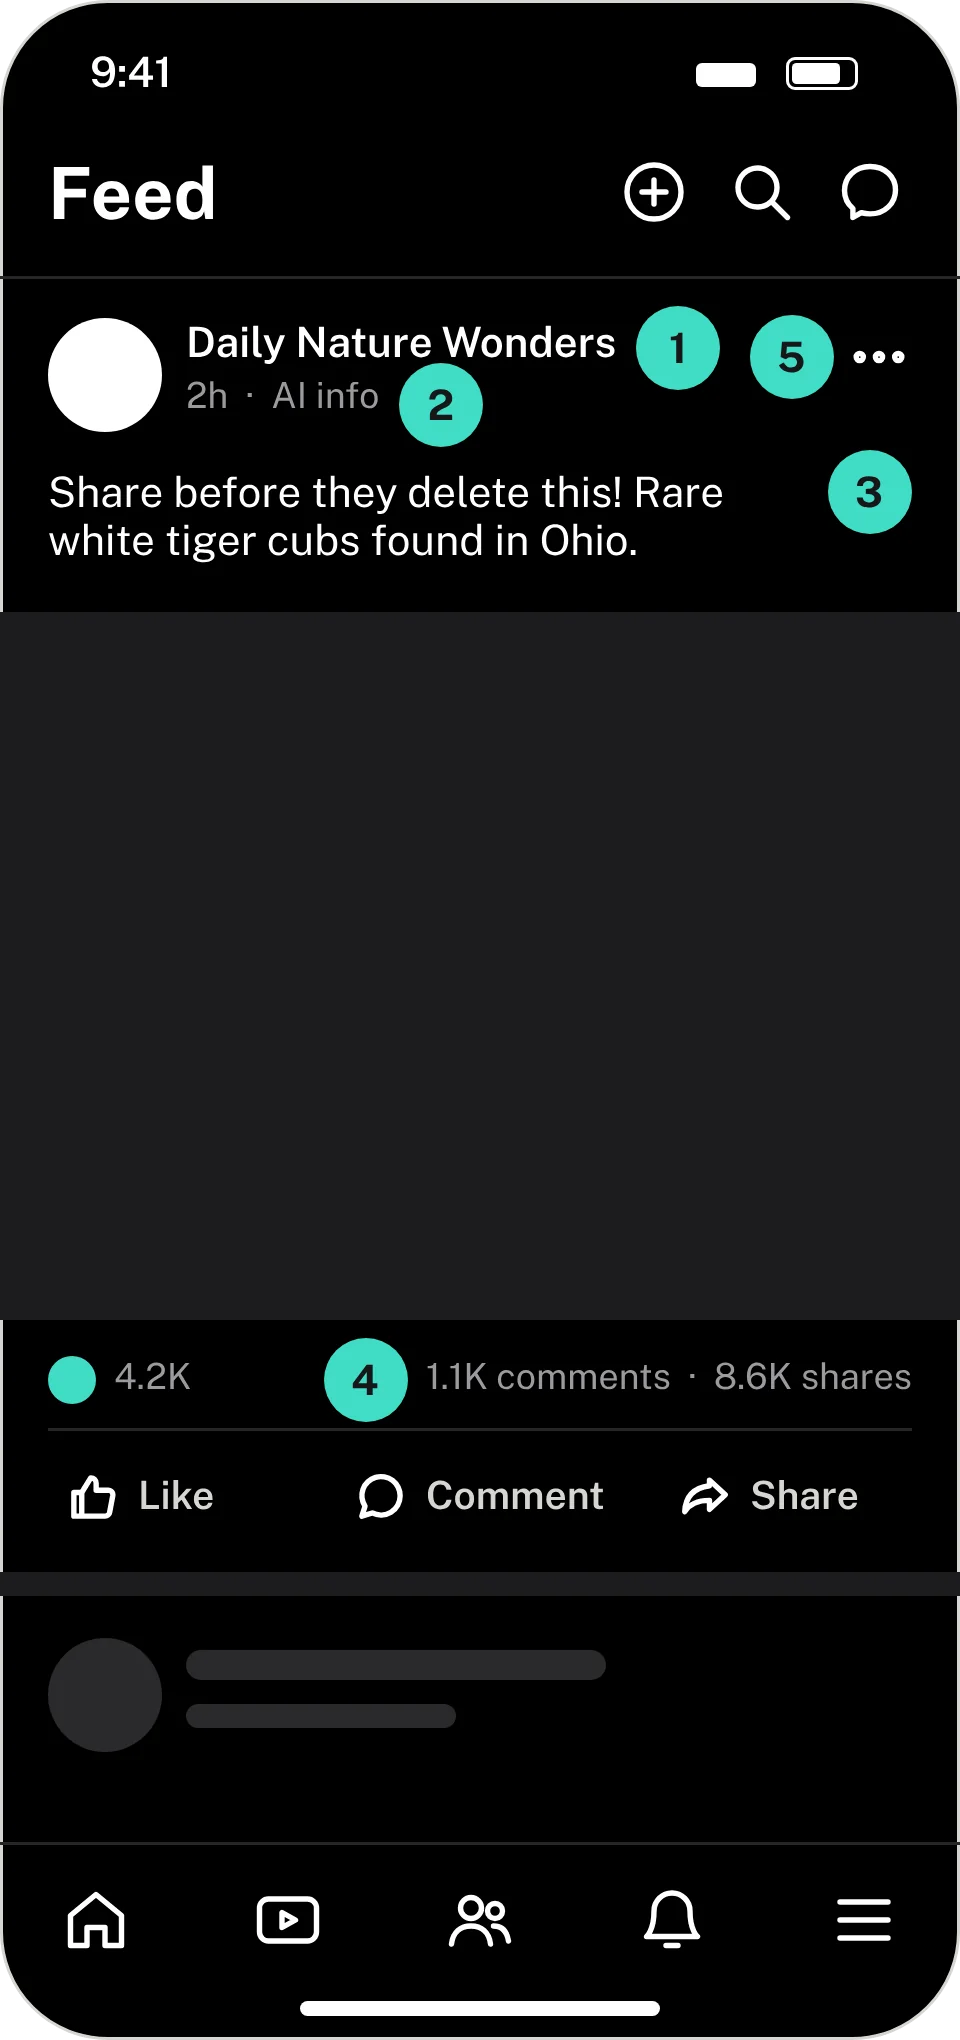 9:41
Feed
Daily Nature Wonders
1
5
2h · AI info
2
Share before they delete this! Rare
3
white tiger cubs found in Ohio.
4.2K
4
1.1K comments · 8.6K shares
Like
Comment
Share